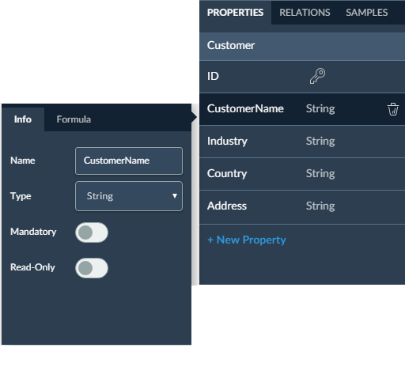 PROPERTIES RELATIONS SAMPLES
Customer
ID
CustomerName String
Industry String
Country String
Address String
+ New Property
Info Formula
Name CustomerName
Type String
Mandatory
Read-Only